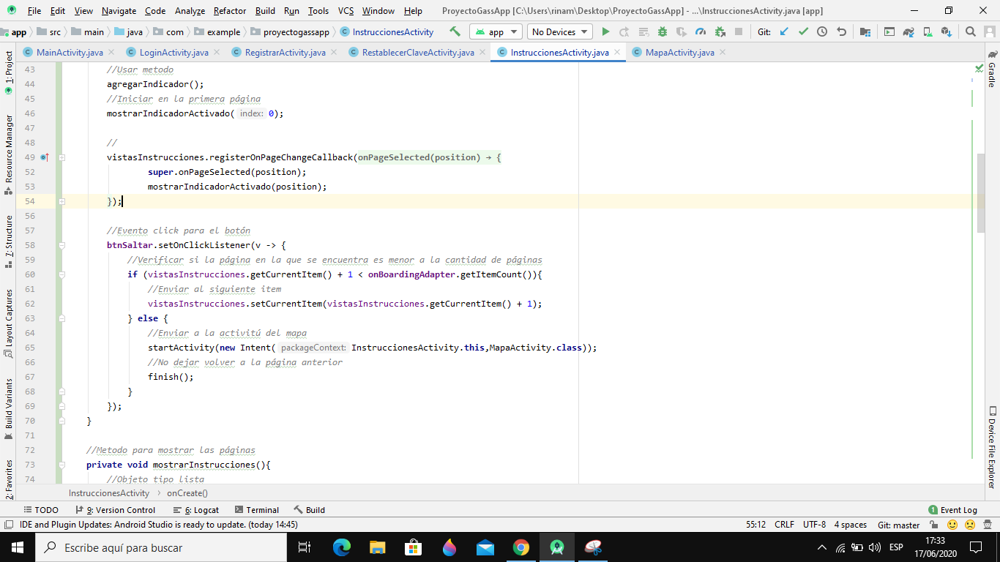 File Edit View Navigate Code Analyze Refactor Build Run Tools VCS Window Help ProyectoGassApp [C:\Users\rinam\Desktop\ProyectoGassApp] - ...\InstruccionesActivity.java [app]
app src main java com example proyectogassapp InstruccionesActivity app No Devices Git:
MainActivity.java LoginActivity.java RegistrarActivity.java RestablecerClaveActivity.java InstruccionesActivity.java MapaActivity.java
1: Project
Resource Manager
7: Structure
Layout Captures
Build Variants
2: Favorites
43 //Usar metodo
44 agregarIndicador();
45 //Iniciar en la primera página
46 mostrarIndicadorActivado( index: 0);
47
48 //
49 vistasInstrucciones.registerOnPageChangeCallback(onPageSelected(position) → {
52 super.onPageSelected(position);
53 mostrarIndicadorActivado(position);
54 });
56
57 //Evento click para el botón
58 btnSaltar.setOnClickListener(v -> {
59 //Verificar si la página en la que se encuentra es menor a la cantidad de páginas
60 if (vistasInstrucciones.getCurrentItem() + 1 < onBoardingAdapter.getItemCount()){
61 //Enviar al siguiente item
62 vistasInstrucciones.setCurrentItem(vistasInstrucciones.getCurrentItem() + 1);
63 } else {
64 //Enviar a la activitú del mapa
65 startActivity(new Intent( packageContext: InstruccionesActivity.this,MapaActivity.class));
66 //No dejar volver a la página anterior
67 finish();
68 }
69 });
70 }
71
72 //Metodo para mostrar las páginas
73 private void mostrarInstrucciones(){
74 //Objeto tipo lista
Gradle
Device File Explorer
InstruccionesActivity onCreate()
TODO 9: Version Control 6: Logcat Terminal Build 1 Event Log
IDE and Plugin Updates: Android Studio is ready to update. (today 14:45) 55:12 CRLF UTF-8 4 spaces Git: master
Escribe aquí para buscar ESP 17:33
17/06/2020